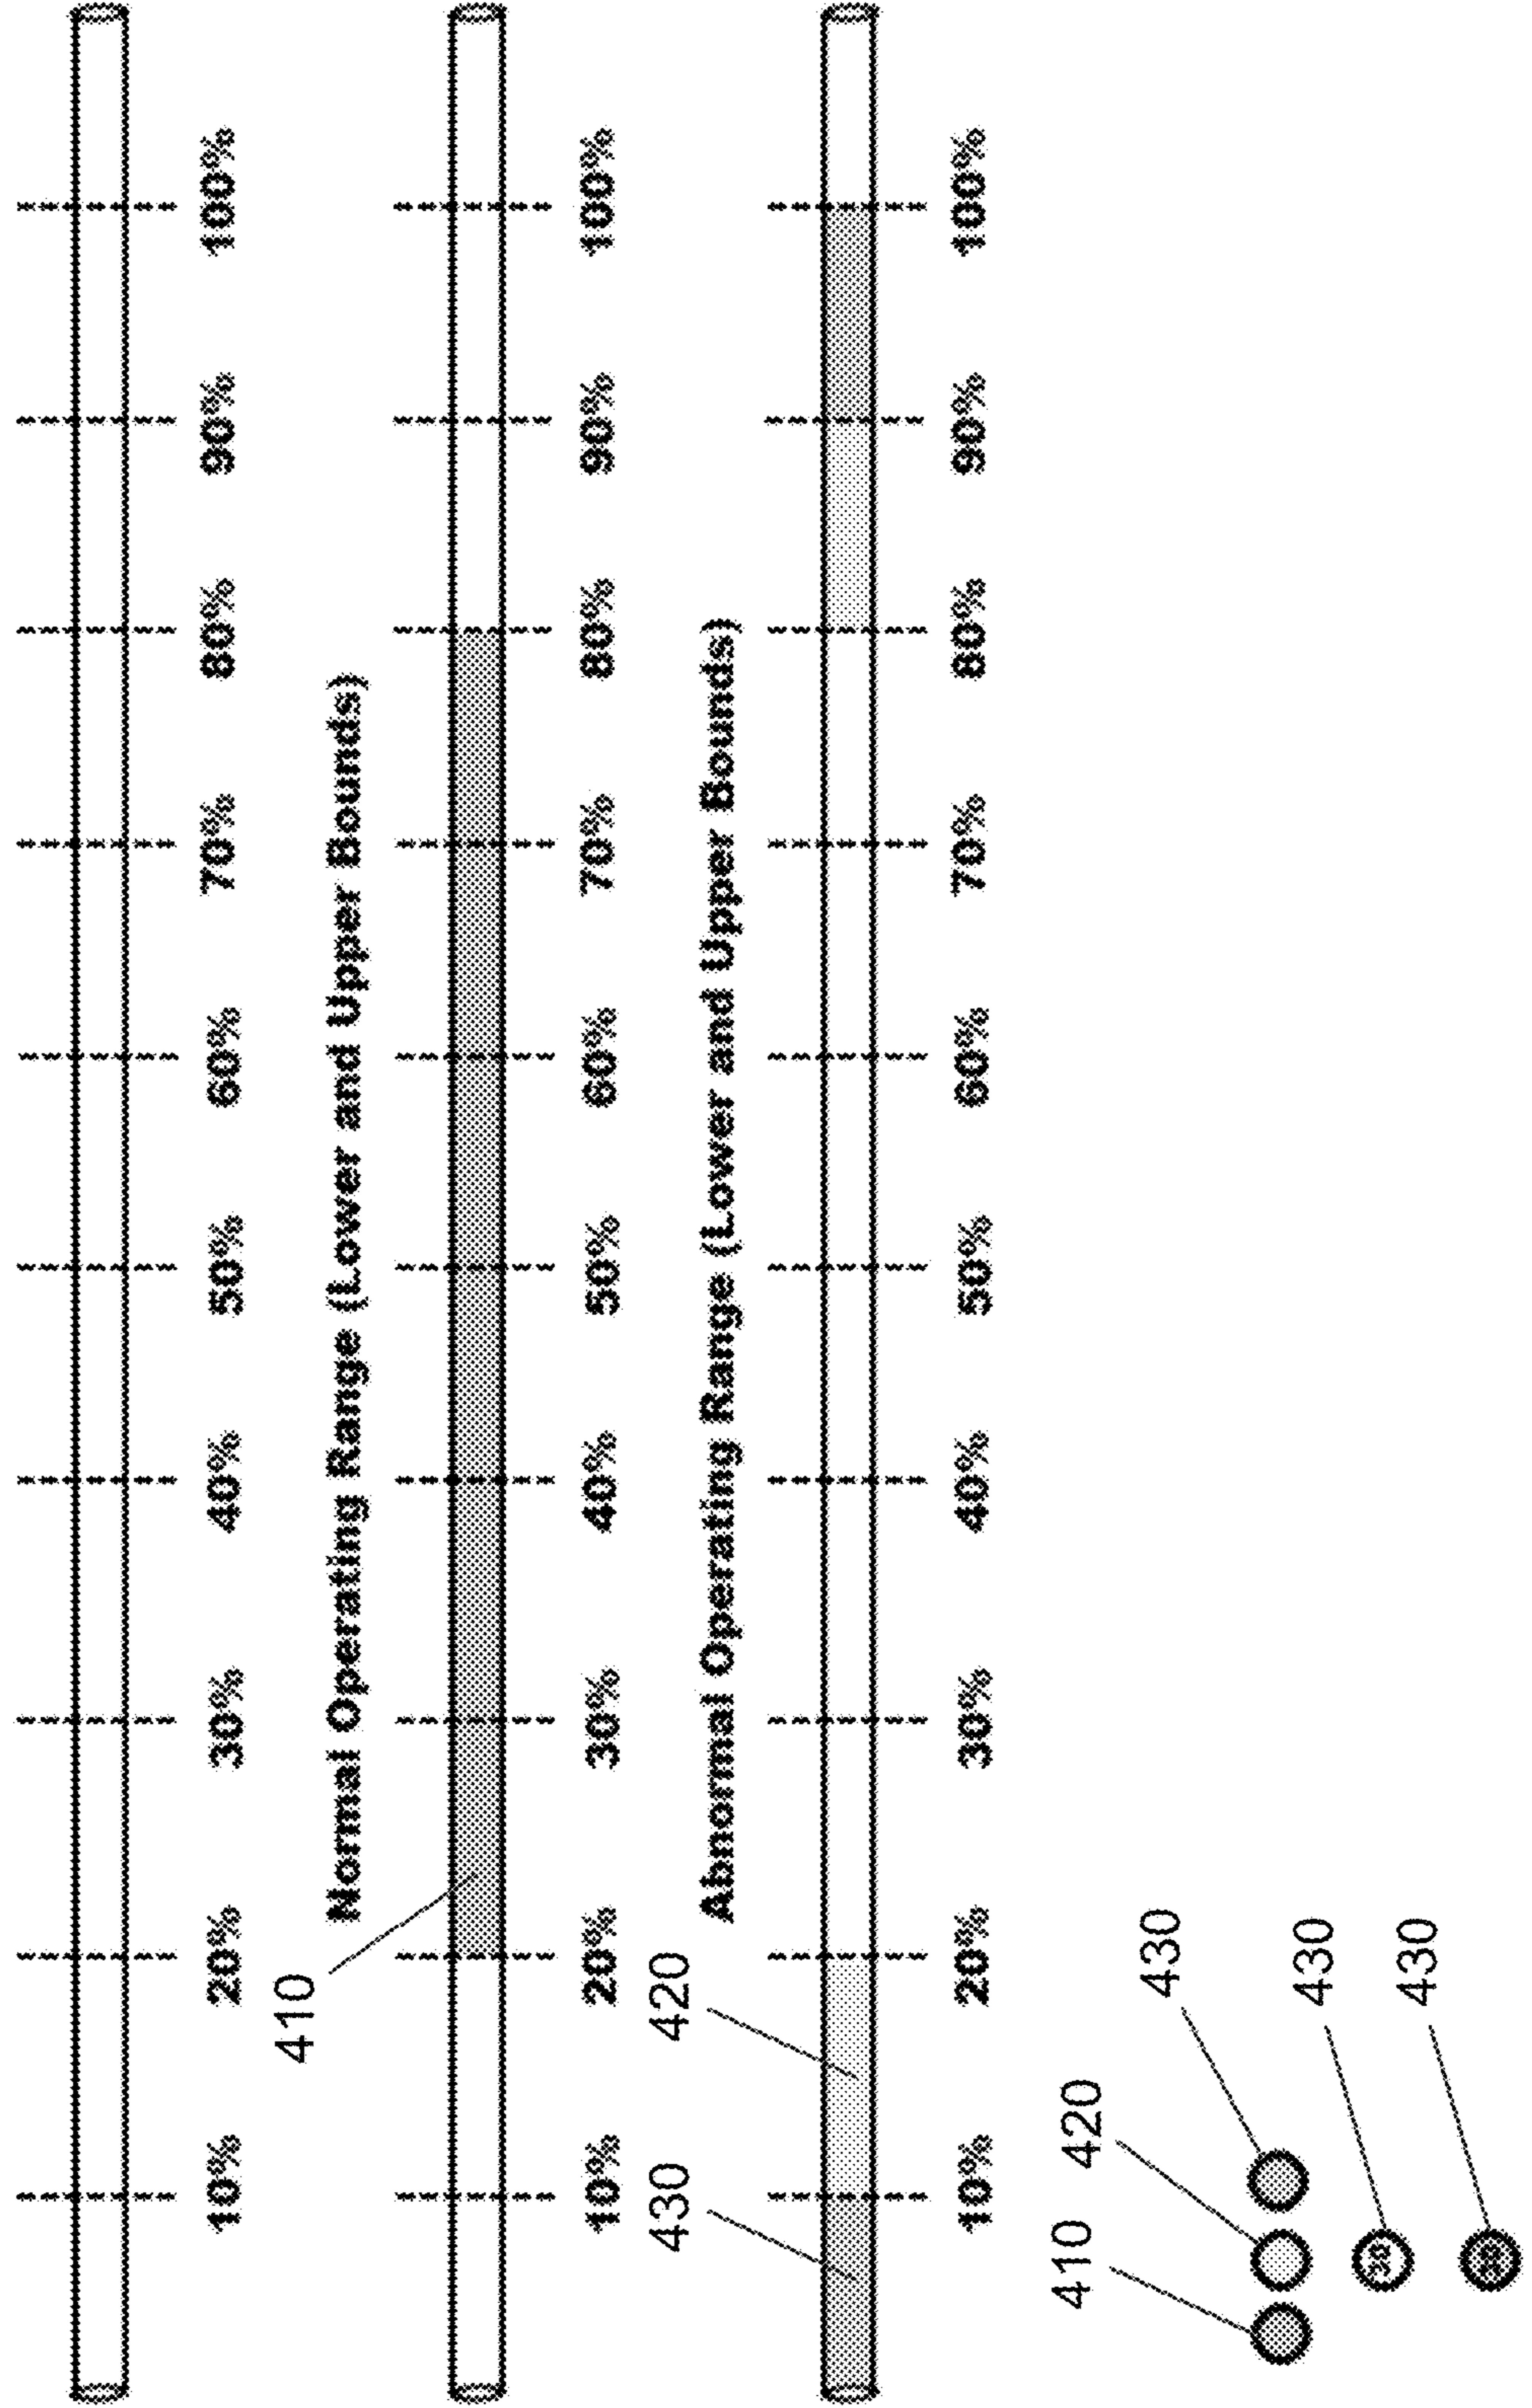 10% 20% 30% 40% 50% 60% 70% 80% 90% 100%
410
Normal Operating Range (Lower and Upper Bounds)
10% 20% 30% 40% 50% 60% 70% 80% 90% 100%
430 420
Abnormal Operating Range (Lower and Upper Bounds)
10% 20% 30% 40% 50% 60% 70% 80% 90% 100%
410 420 430
30 430
30 430